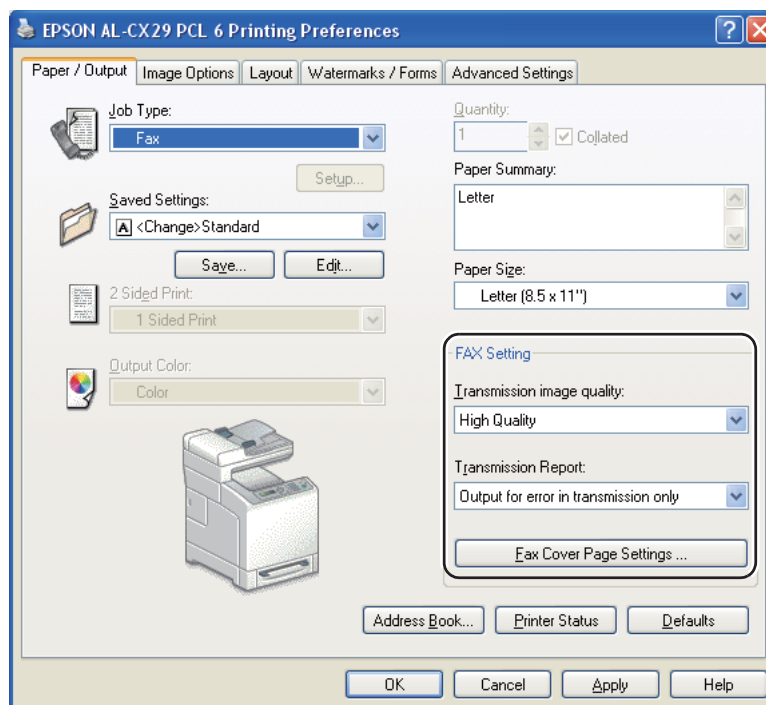 EPSON AL-CX29 PCL 6 Printing Preferences
Paper / Output
Image Options
Layout
Watermarks / Forms
Advanced Settings
Job Type:
Fax
Setup...
Saved Settings:
A <Change>Standard
Save...
Edit...
2 Sided Print:
1 Sided Print
Output Color:
Color
Quantity:
1
Collated
Paper Summary:
Letter
Paper Size:
Letter (8.5 x 11")
FAX Setting
Transmission image quality:
High Quality
Transmission Report:
Output for error in transmission only
Fax Cover Page Settings ...
Address Book...
Printer Status
Defaults
OK
Cancel
Apply
Help